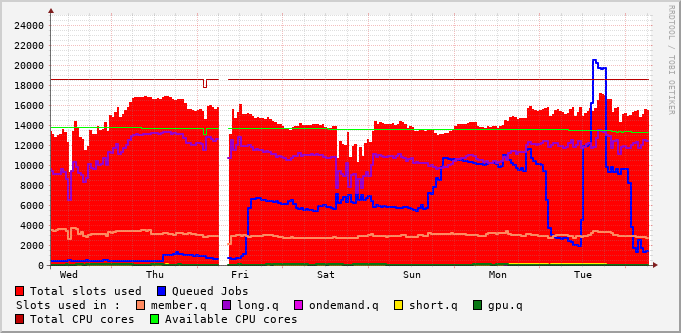 24000
22000
20000
18000
16000
14000
12000
10000
8000
6000
4000
2000
0
Wed Thu Fri Sat Sun Mon Tue
Total slots used Queued Jobs
Slots used in : member.q long.q ondemand.q short.q gpu.q
Total CPU cores Available CPU cores
RRDTOOL / TOBI OETIKER